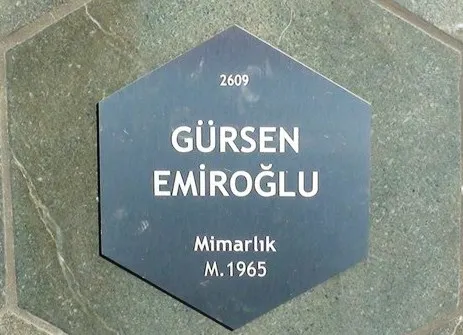 2609
GÜRSEN
EMİROĞLU
Mimarlık
M.1965